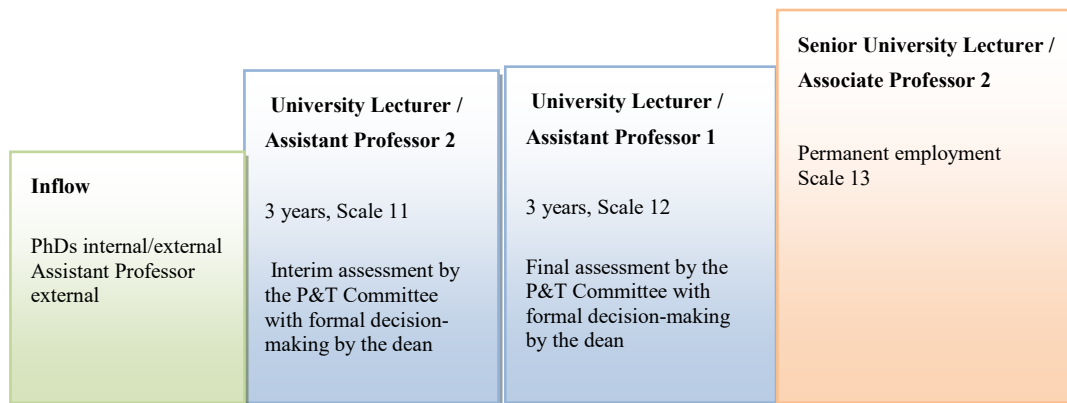 Inflow
PhDs internal/external
Assistant Professor
external
University Lecturer /
Assistant Professor 2
3 years, Scale 11
Interim assessment by
the P&T Committee
with formal decision-
making by the dean
University Lecturer /
Assistant Professor 1
3 years, Scale 12
Final assessment by the
P&T Committee with
formal decision-making
by the dean
Senior University Lecturer /
Associate Professor 2
Permanent employment
Scale 13